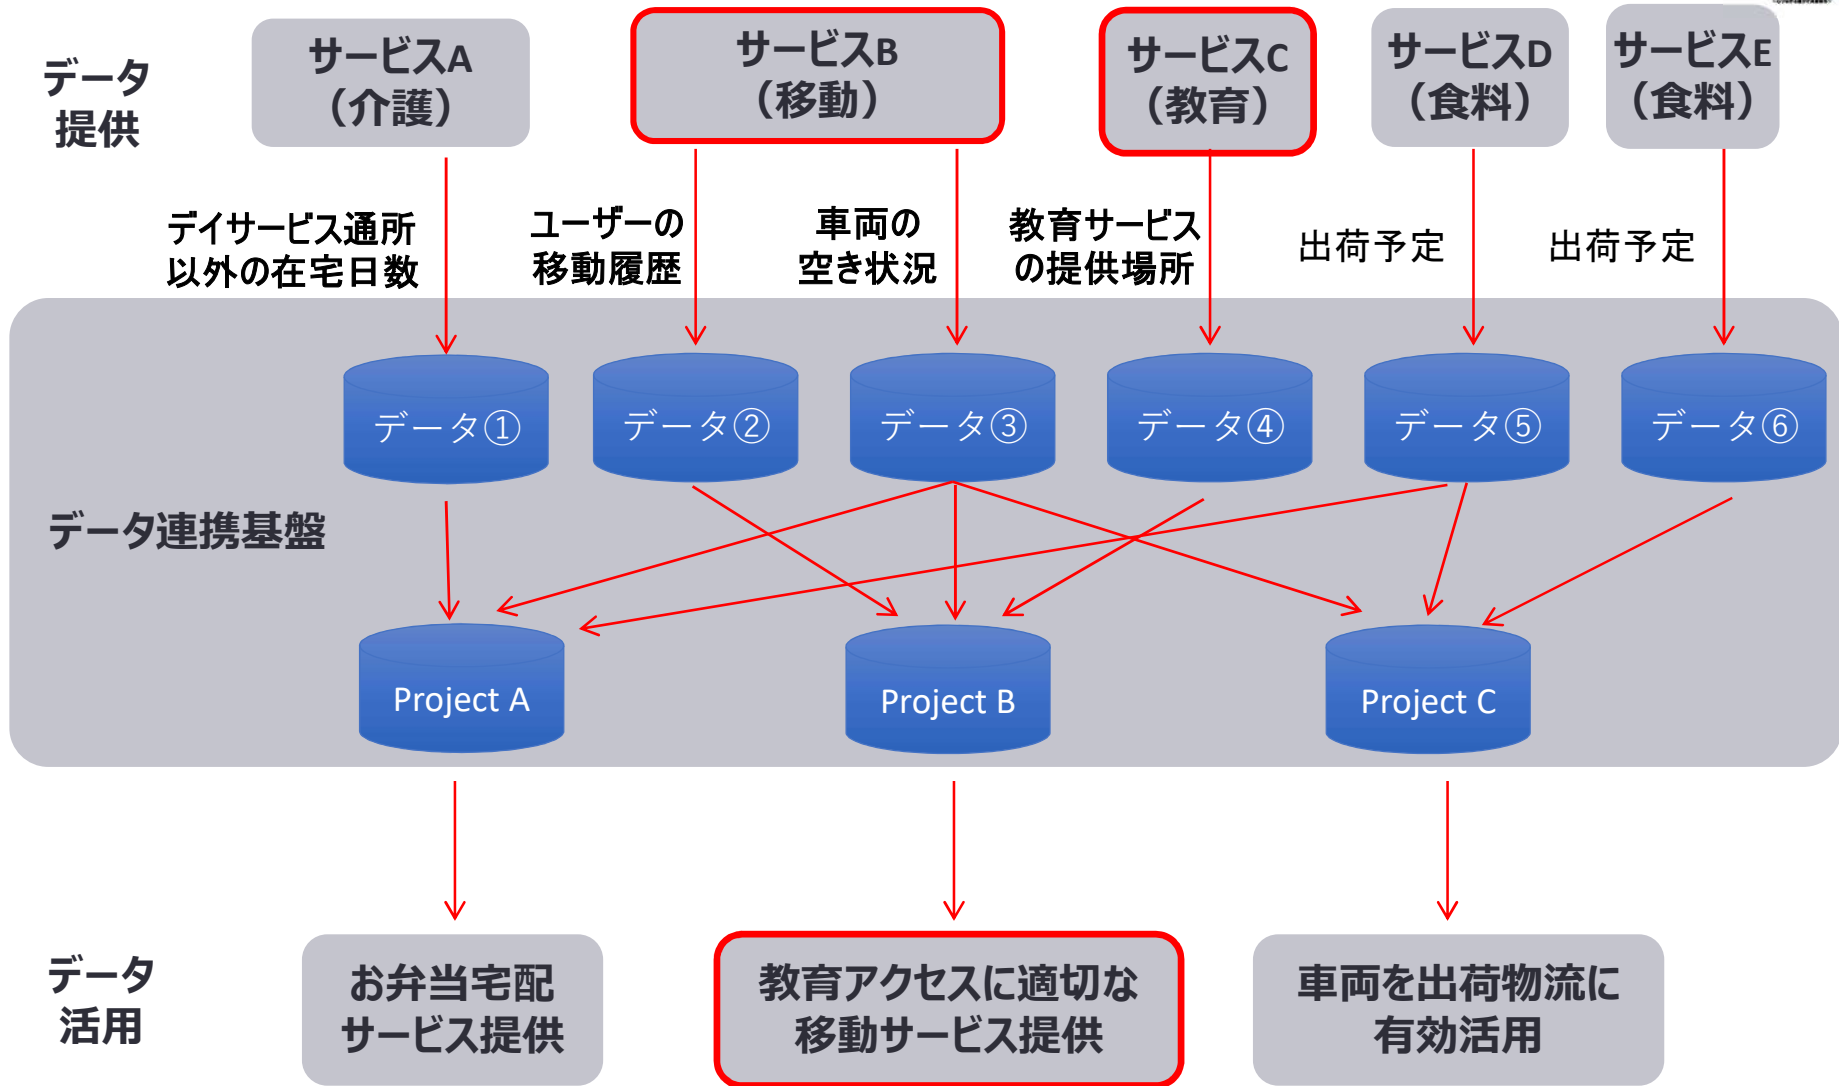 データ
提供
サービスA
（介護）
サービスB
（移動）
サービスC
（教育）
サービスD
（食料）
サービスE
（食料）
デイサービス通所
以外の在宅日数
ユーザーの
移動履歴
車両の
空き状況
教育サービス
の提供場所
出荷予定
出荷予定
データ①
データ②
データ③
データ④
データ⑤
データ⑥
データ連携基盤
Project A
Project B
Project C
データ
活用
お弁当宅配
サービス提供
教育アクセスに適切な
移動サービス提供
車両を出荷物流に
有効活用